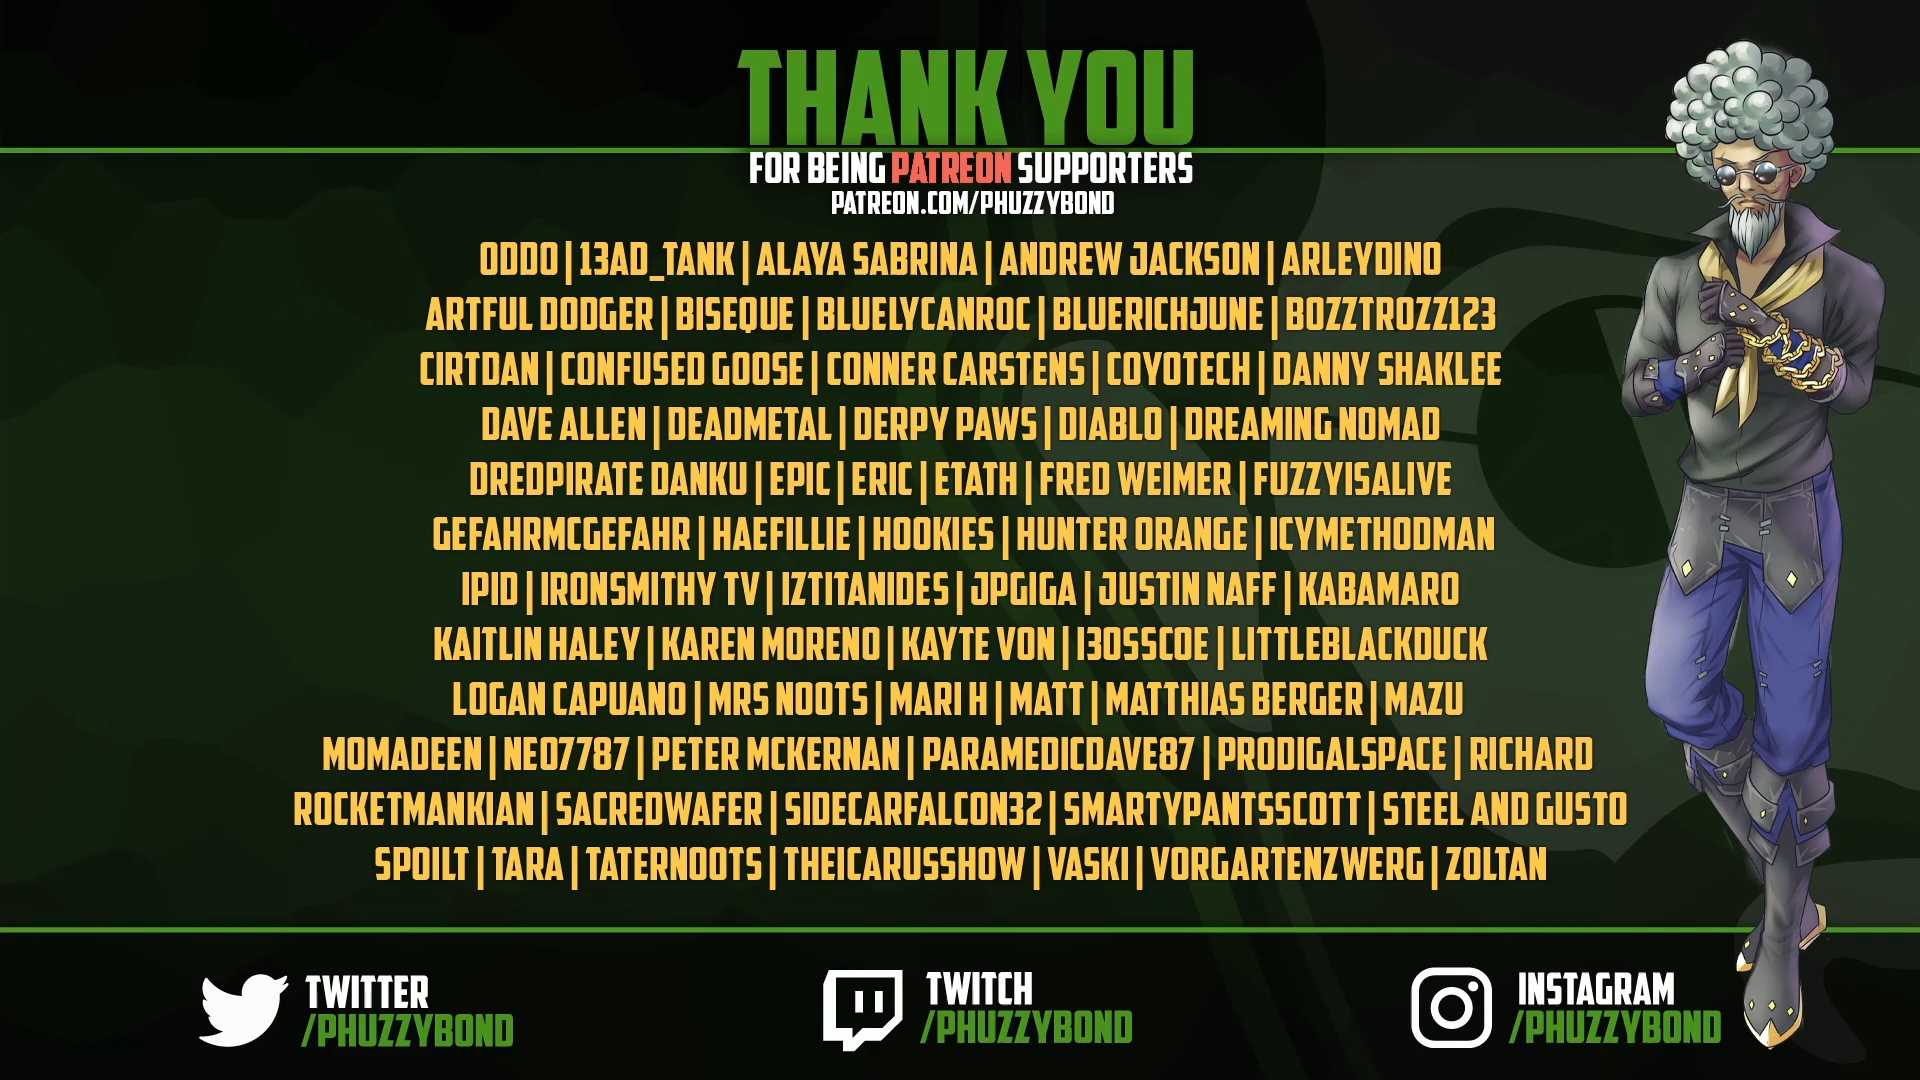 THANK YOU
FOR BEING PATREON SUPPORTERS
PATREON.COM/PHUZZYBOND
ODDO | 13AD_TANK | ALAYA SABRINA | ANDREW JACKSON | ARLEYDINO
ARTFUL DODGER | BISEQUE | BLUELYCANROC | BLUERICHJUNE | BOZZTROZZ123
CIRTDAN | CONFUSED GOOSE | CONNER CARSTENS | COYOTECH | DANNY SHAKLEE
DAVE ALLEN | DEADMETAL | DERPY PAWS | DIABLO | DREAMING NOMAD
DREDPIRATE DANKU | EPIC | ERIC | ETATH | FRED WEIMER | FUZZYISALIVE
GEFAHRMCGEFAHR | HAEFILLIE | HOOKIES | HUNTER ORANGE | ICYMETHODMAN
IPID | IRONSMITHY TV | IZTITANIDES | JPGIGA | JUSTIN NAFF | KABAMARO
KAITLIN HALEY | KAREN MORENO | KAYTE VON | I30SSCOE | LITTLEBLACKDUCK
LOGAN CAPUANO | MRS NOOTS | MARI H | MATT | MATTHIAS BERGER | MAZU
MOMADEEN | NEO7787 | PETER MCKERNAN | PARAMEDICDAVE87 | PRODIGALSPACE | RICHARD
ROCKETMANKIAN | SACREDWAFER | SIDECARFALCON32 | SMARTYPANTSSCOTT | STEEL AND GUSTO
SPOILT | TARA | TATERNOOTS | THEICARUSSHOW | VASKI | VORGARTENZWERG | ZOLTAN
TWITTER
/PHUZZYBOND
TWITCH
/PHUZZYBOND
INSTAGRAM
/PHUZZYBOND